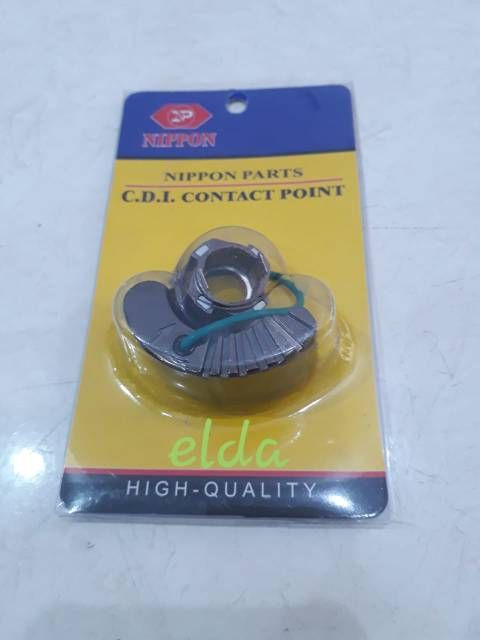 NP
NIPPON
NIPPON PARTS
C.D.I. CONTACT POINT
elda
HIGH-QUALITY